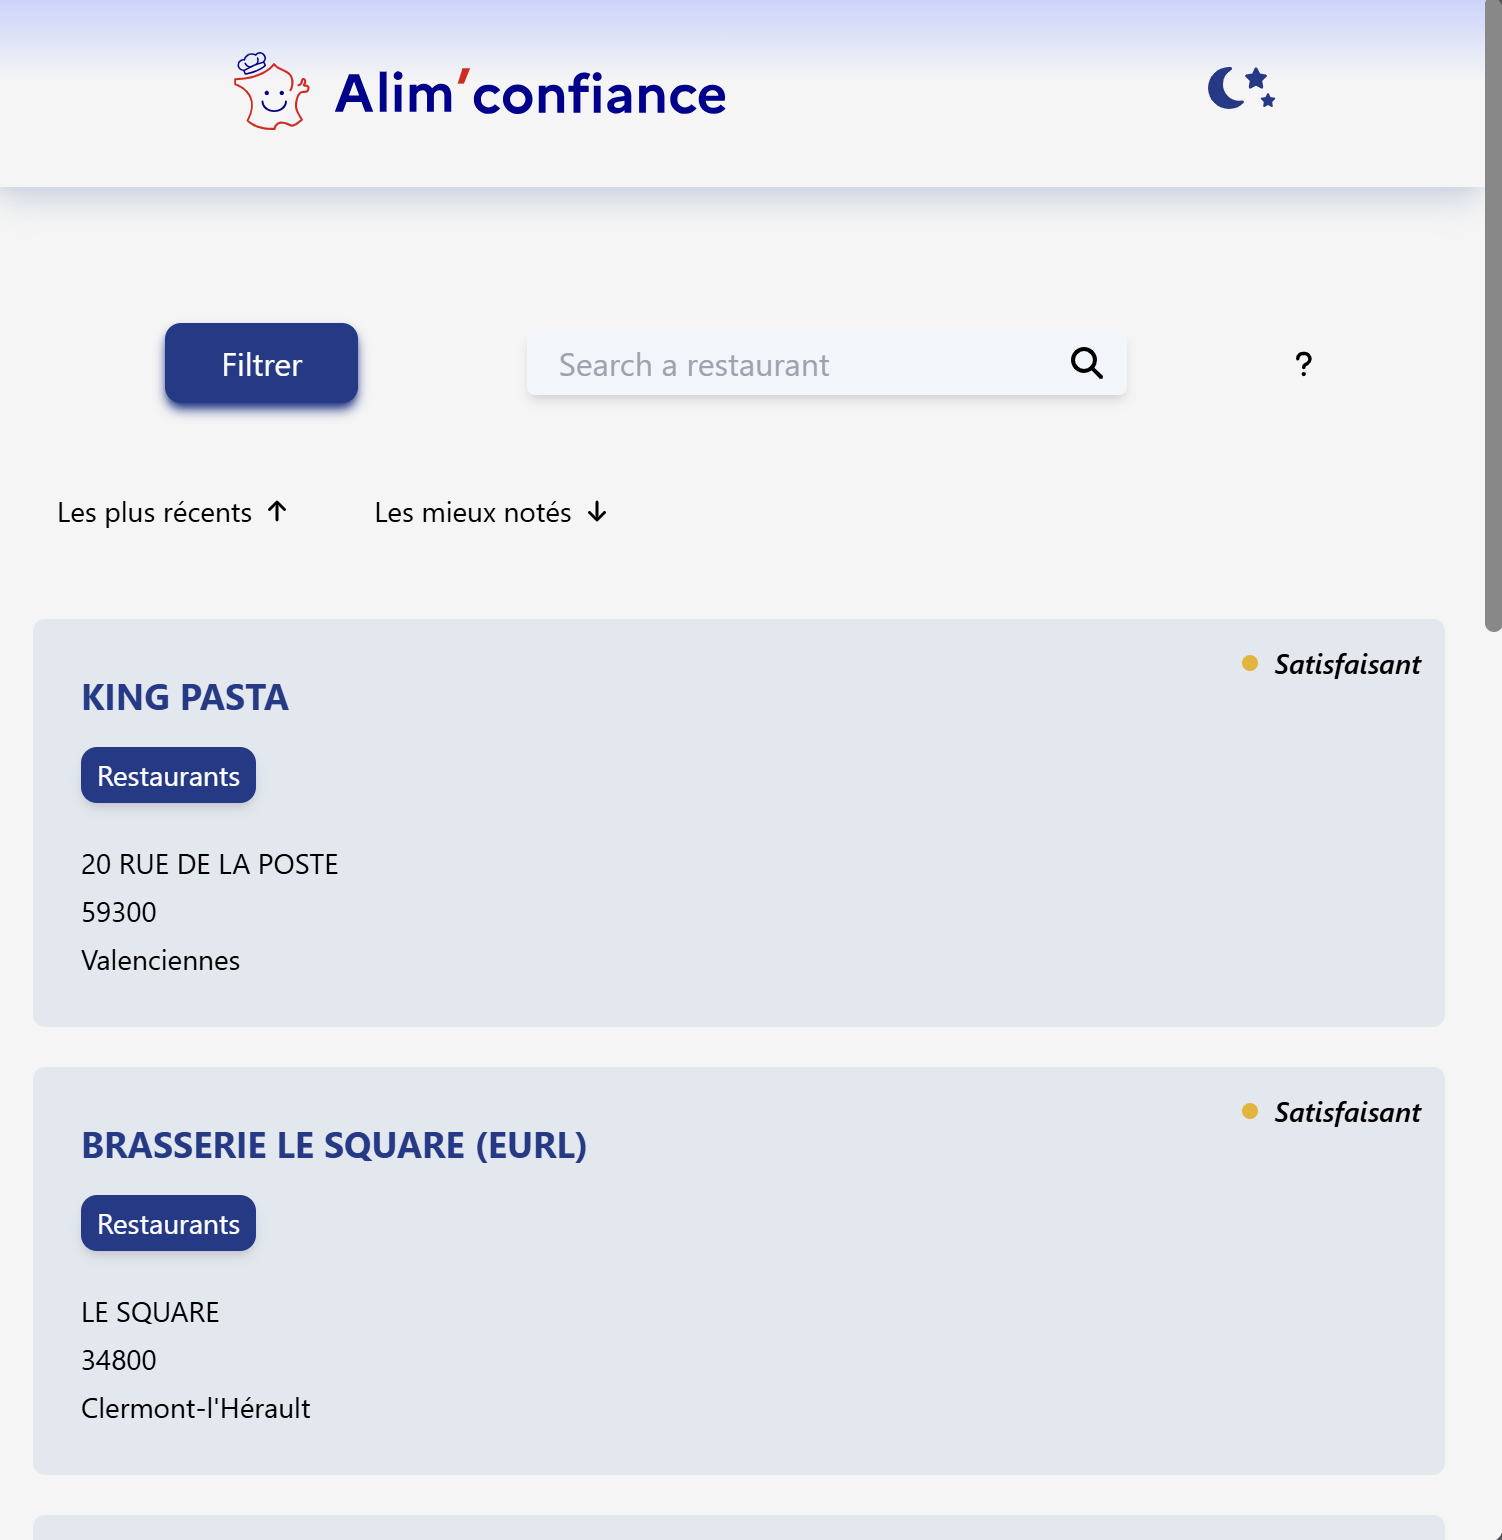 Alim'confiance
Filtrer
Search a restaurant
?
Les plus récents ↑
Les mieux notés ↓
Satisfaisant
KING PASTA
Restaurants
20 RUE DE LA POSTE
59300
Valenciennes
Satisfaisant
BRASSERIE LE SQUARE (EURL)
Restaurants
LE SQUARE
34800
Clermont-l'Hérault